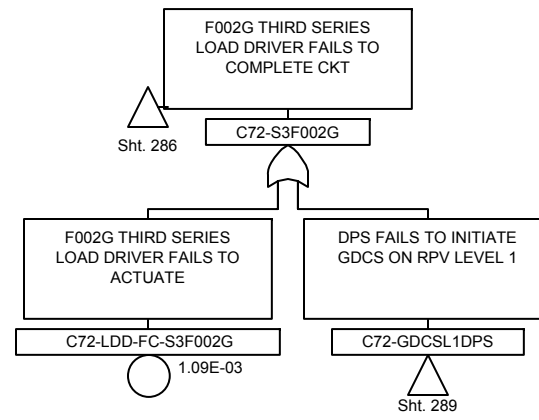 F002G THIRD SERIES
LOAD DRIVER FAILS TO
COMPLETE CKT
Sht. 286
C72-S3F002G
F002G THIRD SERIES
LOAD DRIVER FAILS TO
ACTUATE
C72-LDD-FC-S3F002G
1.09E-03
DPS FAILS TO INITIATE
GDCS ON RPV LEVEL 1
C72-GDCSL1DPS
Sht. 289